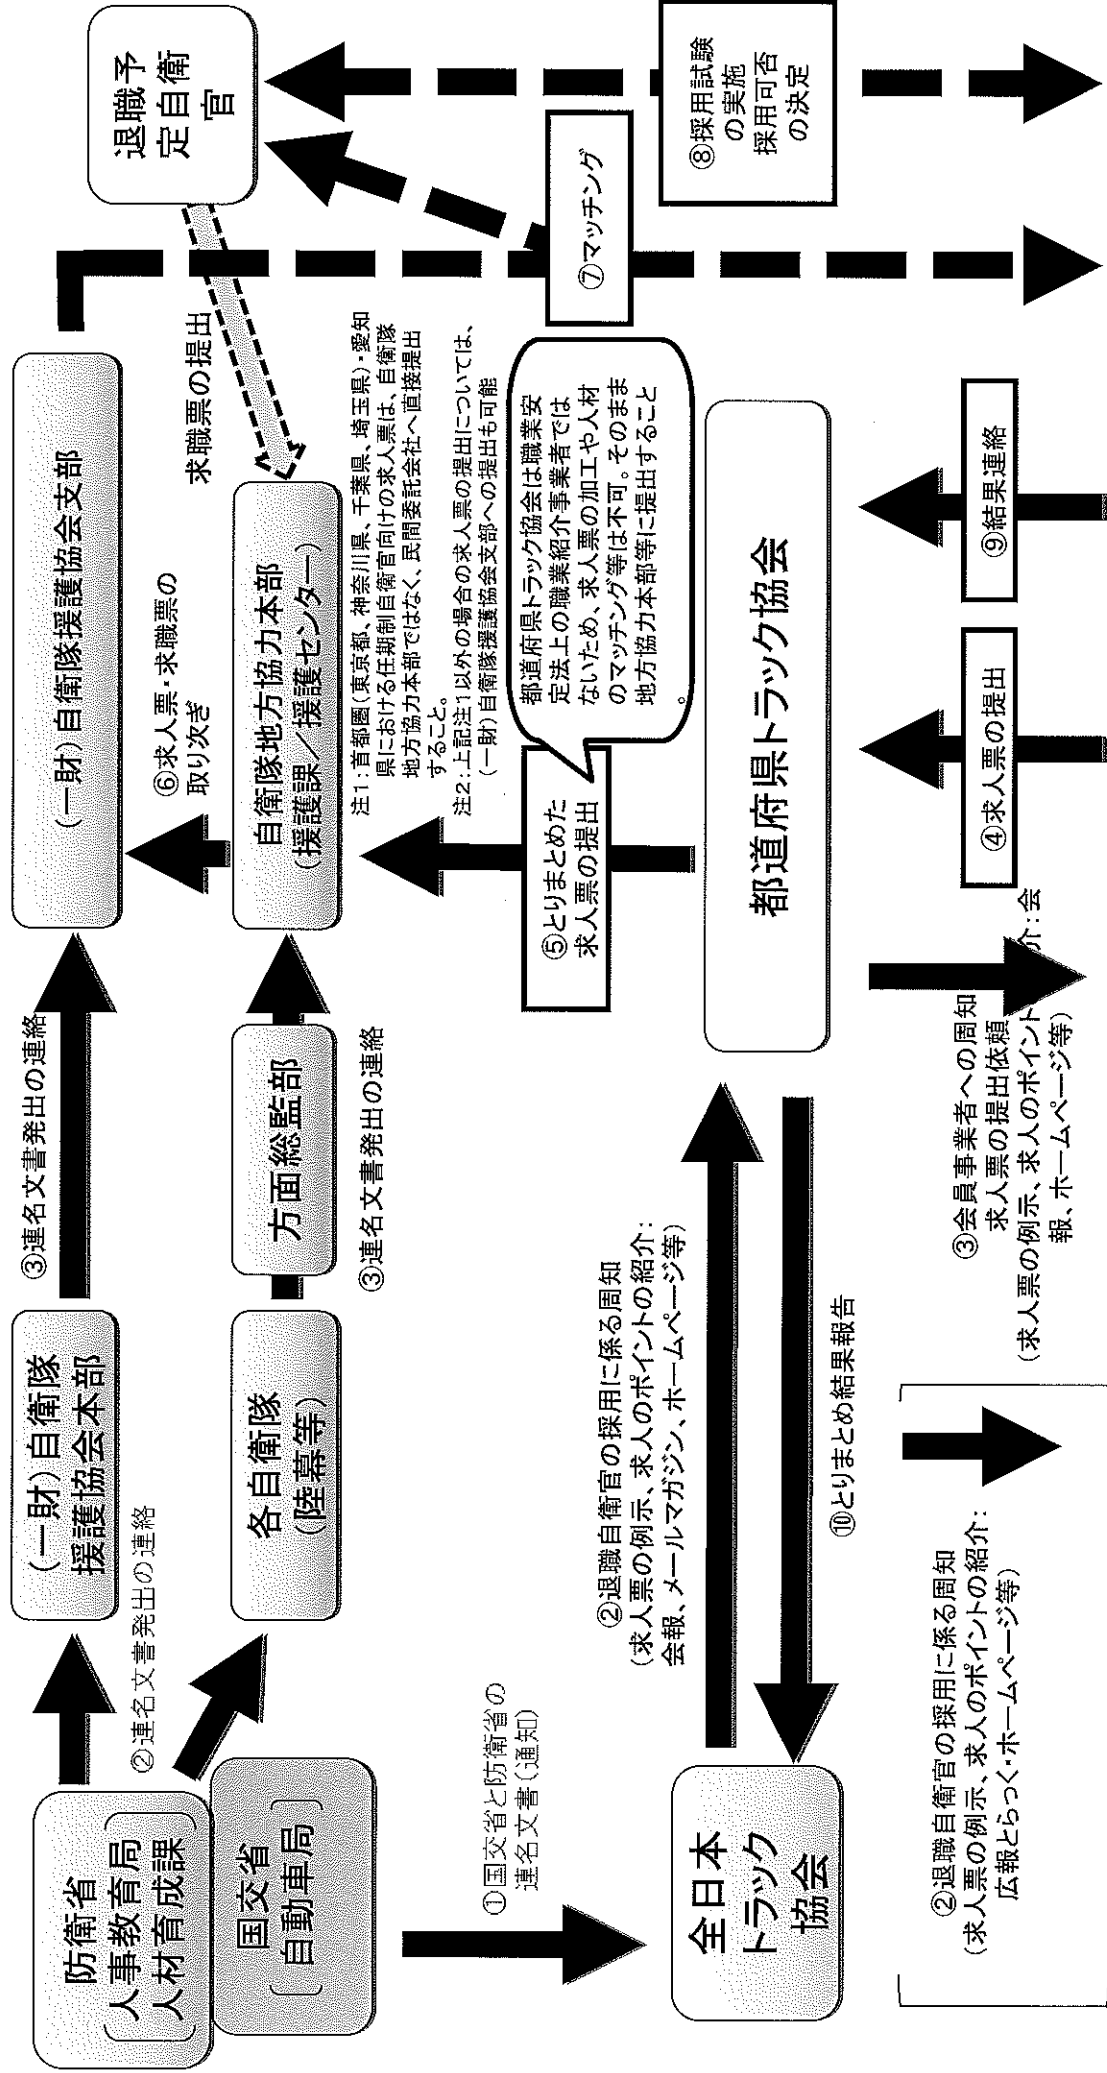 防衛省
人事教育局
人材育成課
国交省
自動車局
②連名文書発出の連絡
(一財)自衛隊
援護協会本部
③連名文書発出の連絡
(一財)自衛隊援護協会支部
各自衛隊
(陸幕等)
方面総監部
③連名文書発出の連絡
⑥求人票・求職票の
取り次ぎ
自衛隊地方協力本部
(援護課/援護センター)
求職票の提出
退職予
定自衛
官
注1:首都圏(東京都、神奈川県、千葉県、埼玉県)・愛知
県における任期制自衛官向けの求人票は、自衛隊
地方協力本部ではなく、民間委託会社へ直接提出
すること。
注2:上記注1以外の場合の求人票の提出については、
(一財)自衛隊援護協会支部への提出も可能
①国交省と防衛省の
連名文書(通知)
⑤とりまとめた
求人票の提出
都道府県トラック協会は職業安
定法上の職業紹介事業者では
ないため、求人票の加工や人材
のマッチング等は不可。そのまま
地方協力本部等に提出すること
。
⑦マッチング
⑧採用試験
の実施
採用可否
の決定
全日本
トラック
協会
②退職自衛官の採用に係る周知
(求人票の例示、求人のポイントの紹介:
会報、メールマガジン、ホームページ等)
⑩とりまとめ結果報告
都道府県トラック協会
②退職自衛官の採用に係る周知
(求人票の例示、求人のポイントの紹介:
広報とらっく・ホームページ等)
③会員事業者への周知
求人票の提出依頼
(求人票の例示、求人のポイント介:会
報、ホームページ等)
④求人票の提出
⑨結果連絡